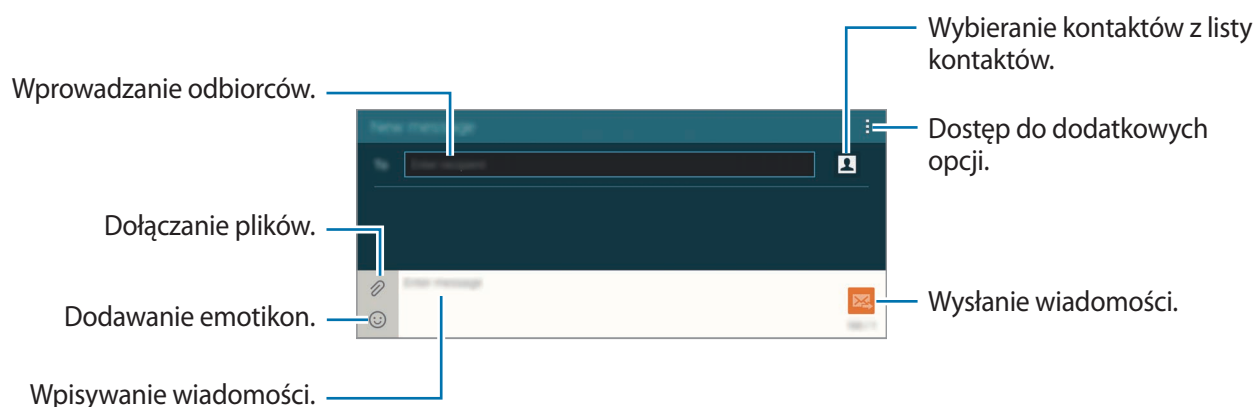 Wybieranie kontaktów z listy
kontaktów.
Wprowadzanie odbiorców.
New message
Dostęp do dodatkowych
opcji.
To
Enter recipient
Dołączanie plików.
Enter message
Wysłanie wiadomości.
Dodawanie emotikon.
Wpisywanie wiadomości.